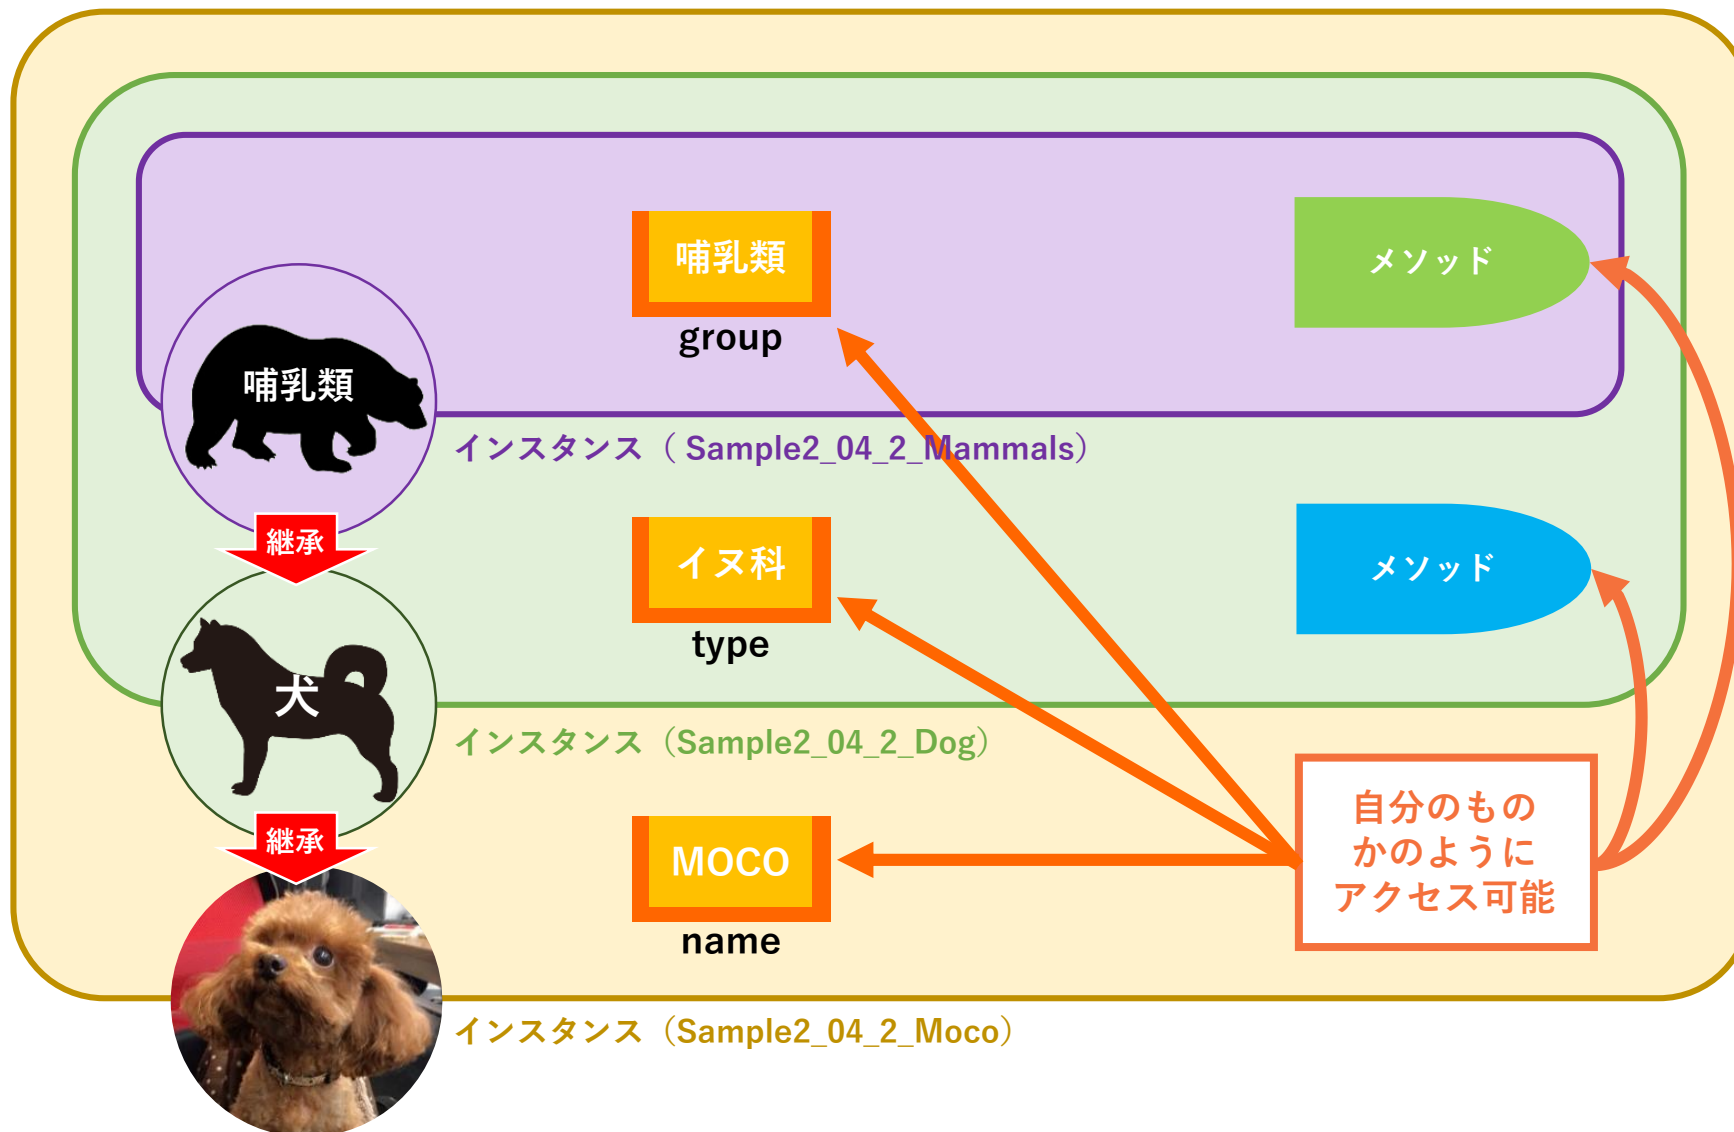 哺乳類
メソッド
group
哺乳類
インスタンス（ Sample2_04_2_Mammals）
継承
イヌ科
メソッド
type
犬
インスタンス（Sample2_04_2_Dog）
継承
MOCO
name
自分のもの
かのように
アクセス可能
インスタンス（Sample2_04_2_Moco）